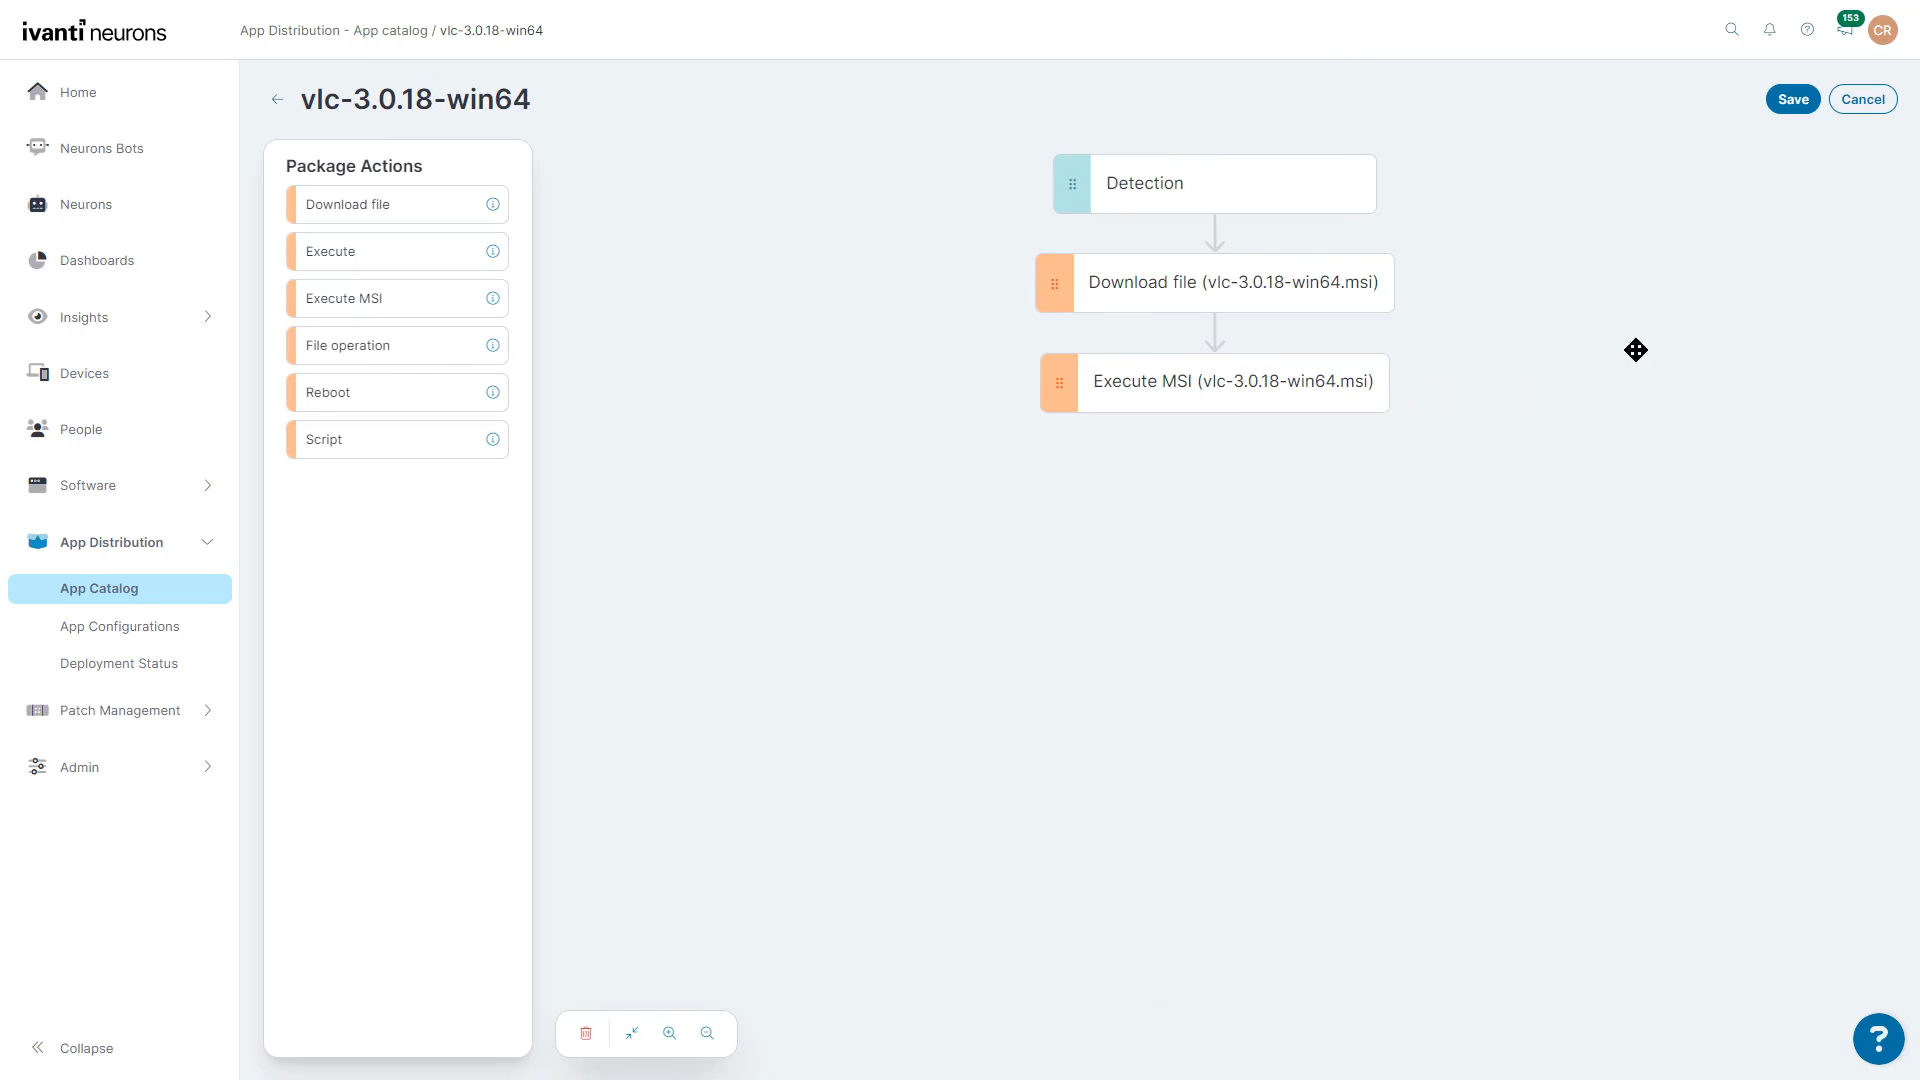 ivanti neurons
App Distribution - App catalog / vlc-3.0.18-win64
153
CR
Home
Neurons Bots
Neurons
Dashboards
Insights
Devices
People
Software
App Distribution
App Catalog
App Configurations
Deployment Status
Patch Management
Admin
Collapse
vlc-3.0.18-win64
Save
Cancel
Package Actions
Download file
Execute
Execute MSI
File operation
Reboot
Script
Detection
Download file (vlc-3.0.18-win64.msi)
Execute MSI (vlc-3.0.18-win64.msi)
?